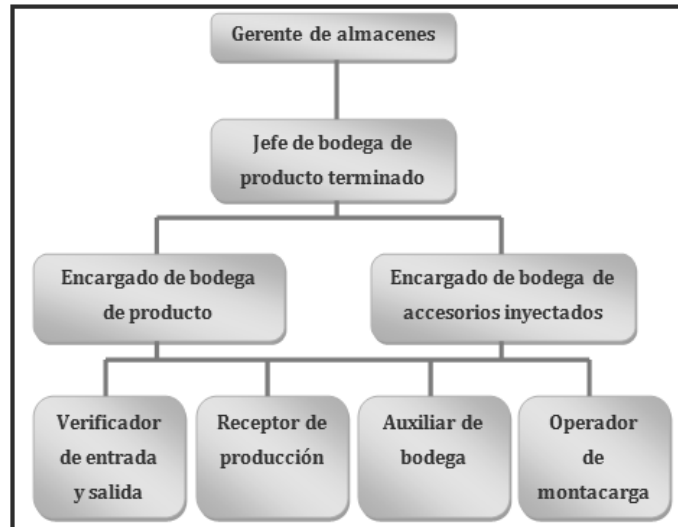 Gerente de almacenes
Jefe de bodega de
producto terminado
Encargado de bodega
de producto
Encargado de bodega de
accesorios inyectados
Verificador
de entrada
y salida
Receptor de
producción
Auxiliar de
bodega
Operador
de
montacarga